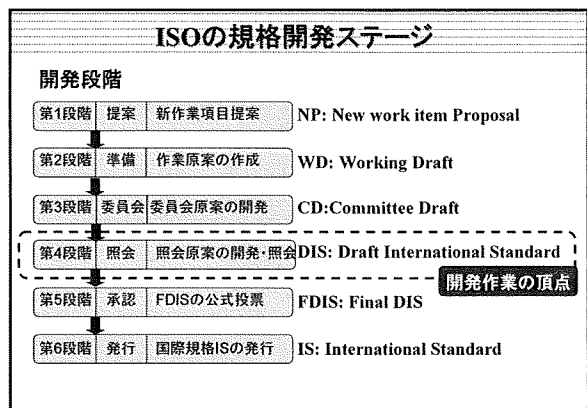 ISOの規格開発ステージ
開発段階
第1段階 提案 新作業項目提案 NP: New work item Proposal
第2段階 準備 作業原案の作成 WD: Working Draft
第3段階 委員会 委員会原案の開発 CD:Committee Draft
第4段階 照会 照会原案の開発・照会 DIS: Draft International Standard
開発作業の頂点
第5段階 承認 FDISの公式投票 FDIS: Final DIS
第6段階 発行 国際規格ISの発行 IS: International Standard